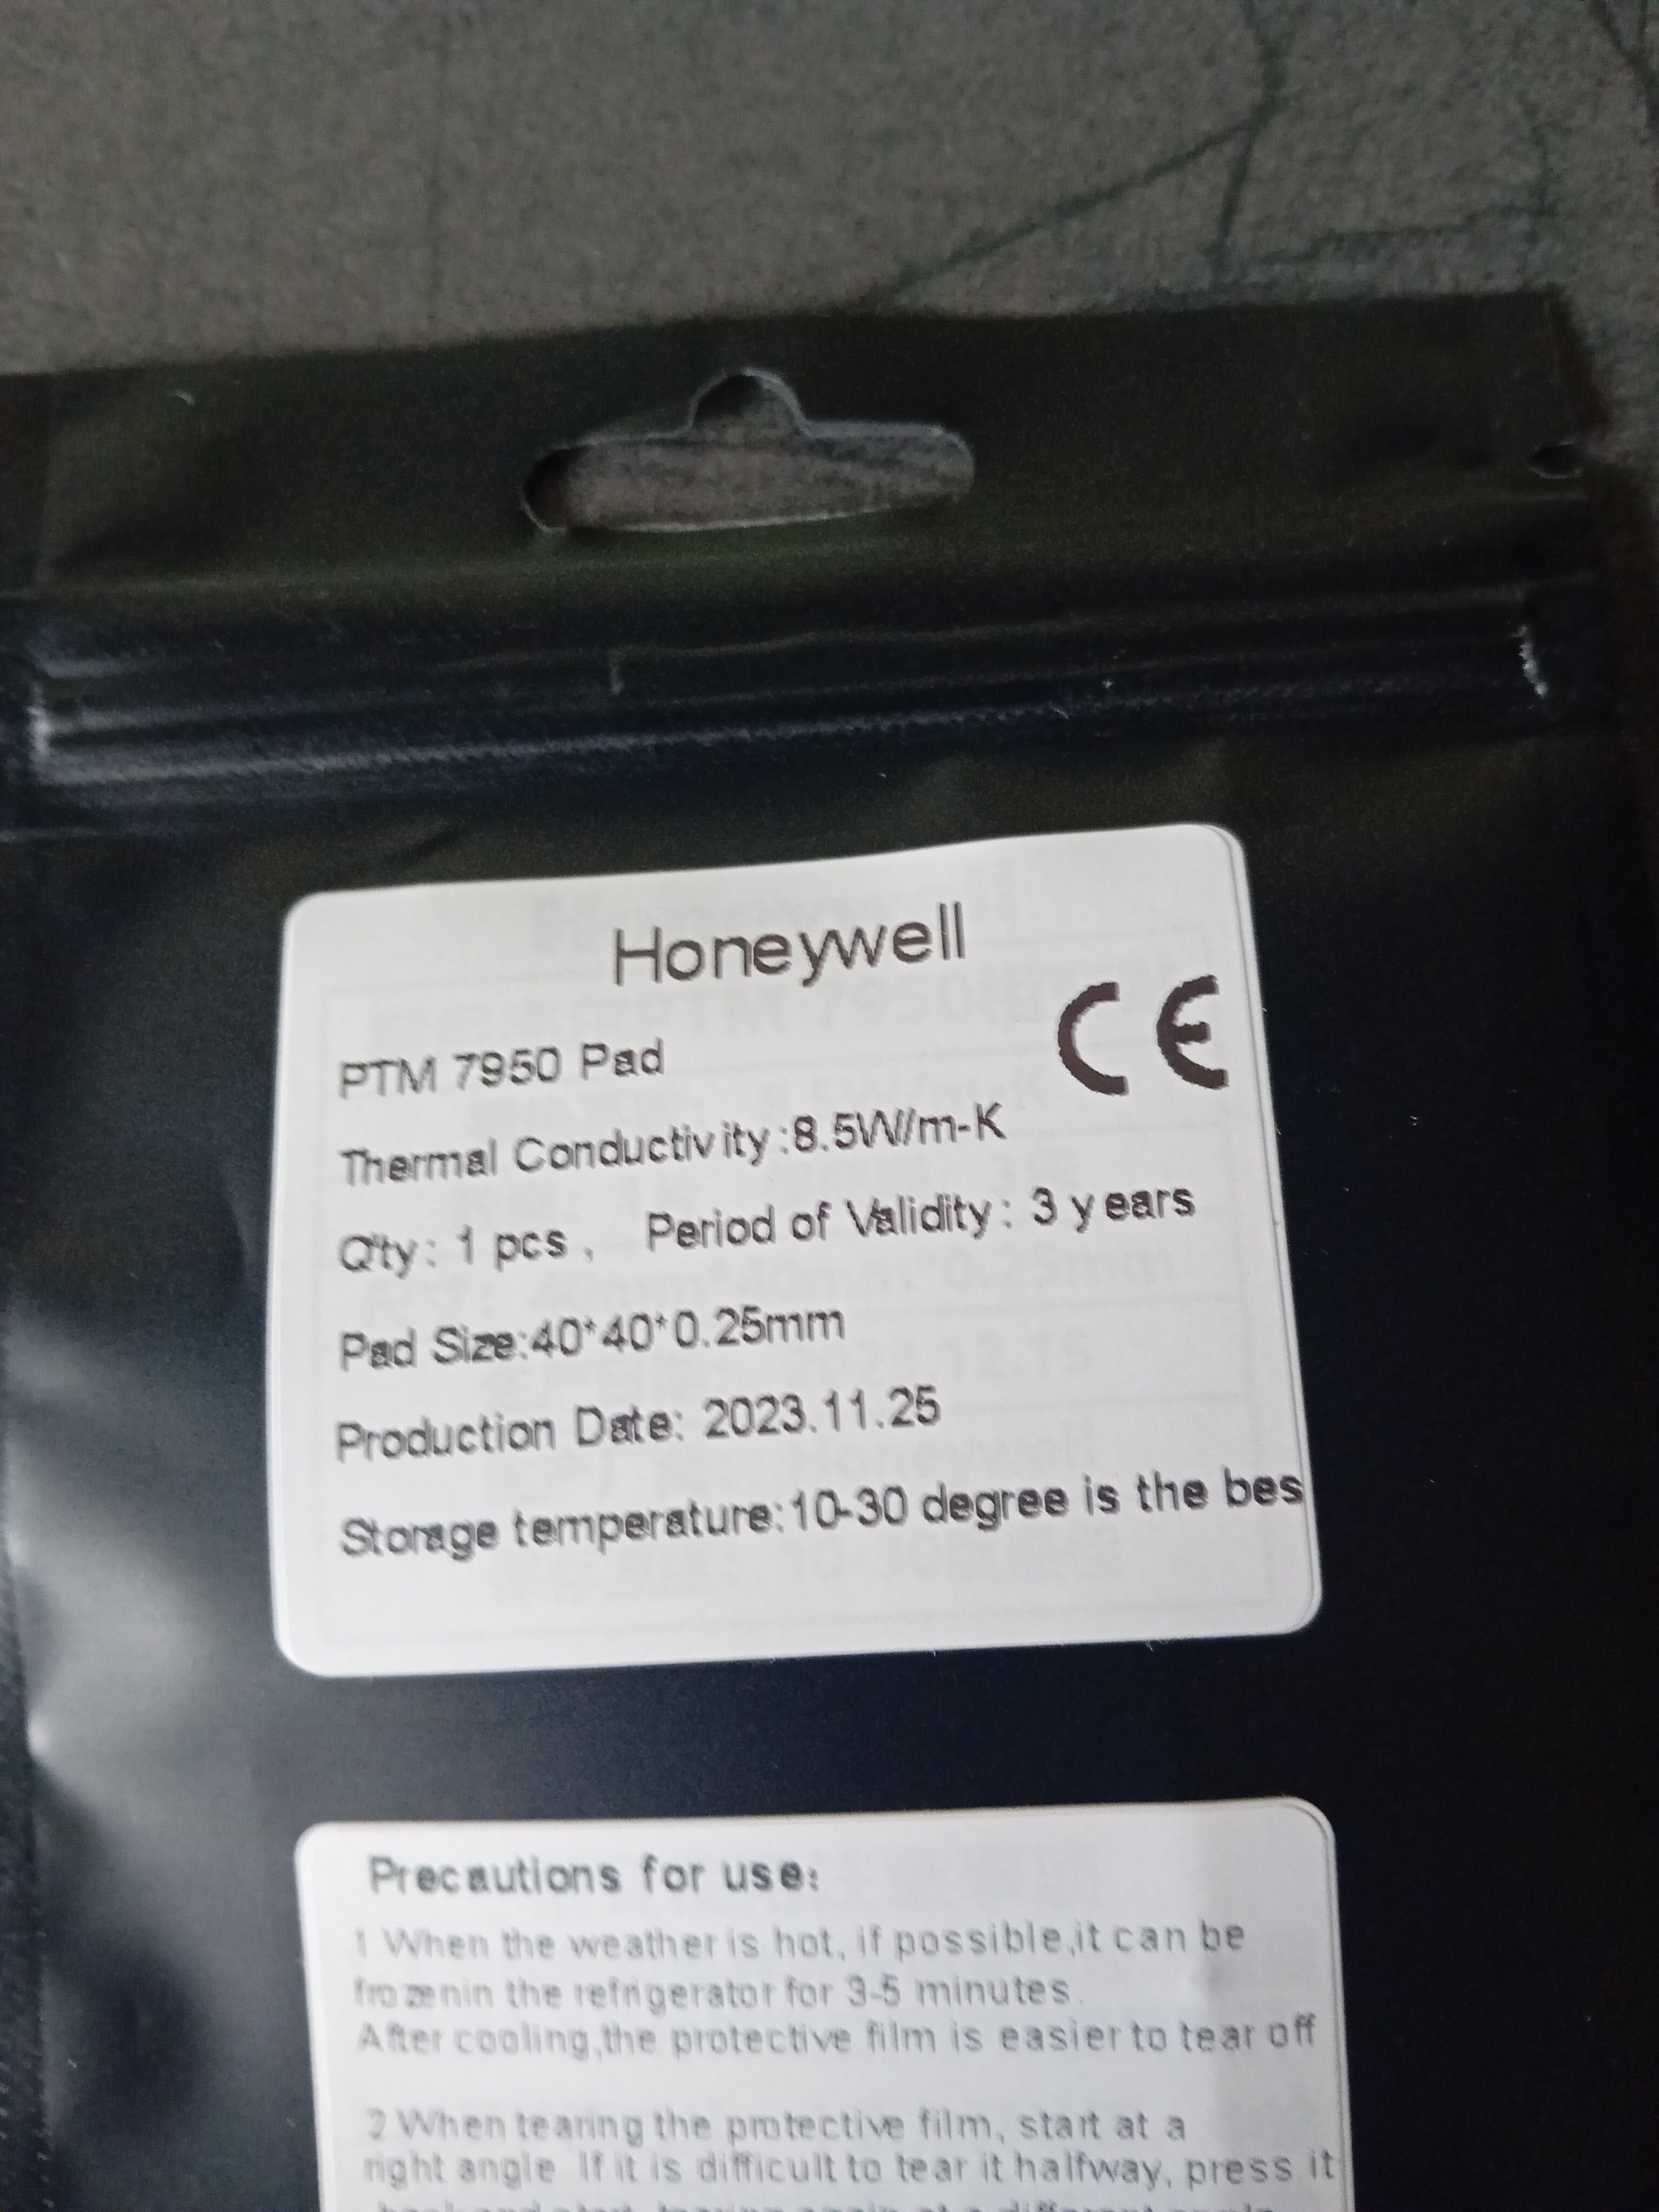 Honeywell
CE
PTM 7950 Pad
Thermal Conductivity:8.5W/m-K
Q'ty: 1 pcs , Period of Validity: 3 years
Pad Size:40*40*0.25mm
Production Date: 2023.11.25
Storage temperature:10-30 degree is the bes
Precautions for use:
1 When the weather is hot, if possible,it can be
frozenin the refrigerator for 3-5 minutes.
After cooling,the protective film is easier to tear off
2 When tearing the protective film, start at a
right angle. If it is difficult to tear it halfway, press it